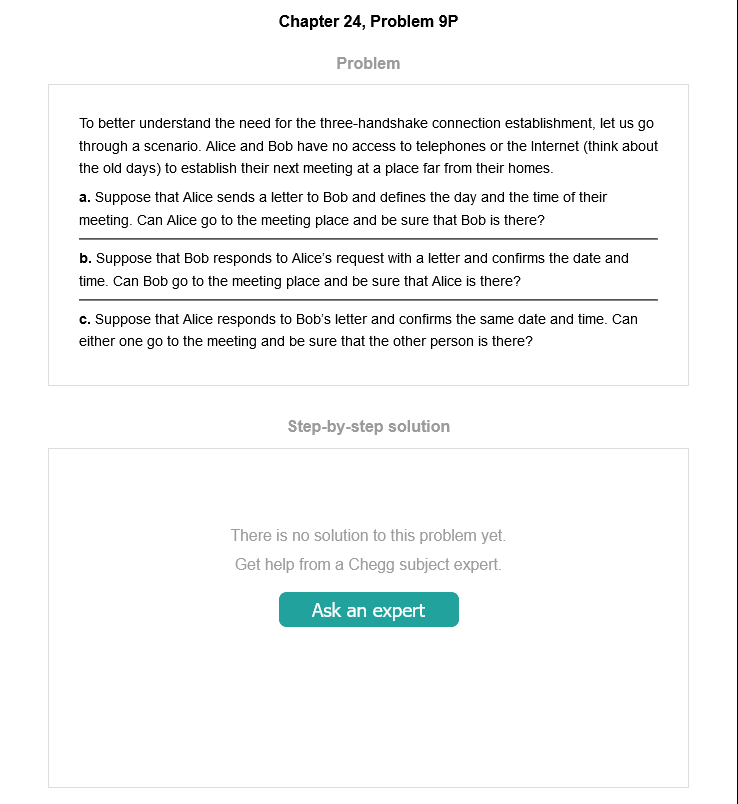 Chapter 24, Problem 9P
Problem
To better understand the need for the three-handshake connection establishment, let us go
through a scenario. Alice and Bob have no access to telephones or the Internet (think about
the old days) to establish their next meeting at a place far from their homes.
a. Suppose that Alice sends a letter to Bob and defines the day and the time of their
meeting. Can Alice go to the meeting place and be sure that Bob is there?
b. Suppose that Bob responds to Alice’s request with a letter and confirms the date and
time. Can Bob go to the meeting place and be sure that Alice is there?
c. Suppose that Alice responds to Bob’s letter and confirms the same date and time. Can
either one go to the meeting and be sure that the other person is there?
Step-by-step solution
There is no solution to this problem yet.
Get help from a Chegg subject expert.
Ask an expert